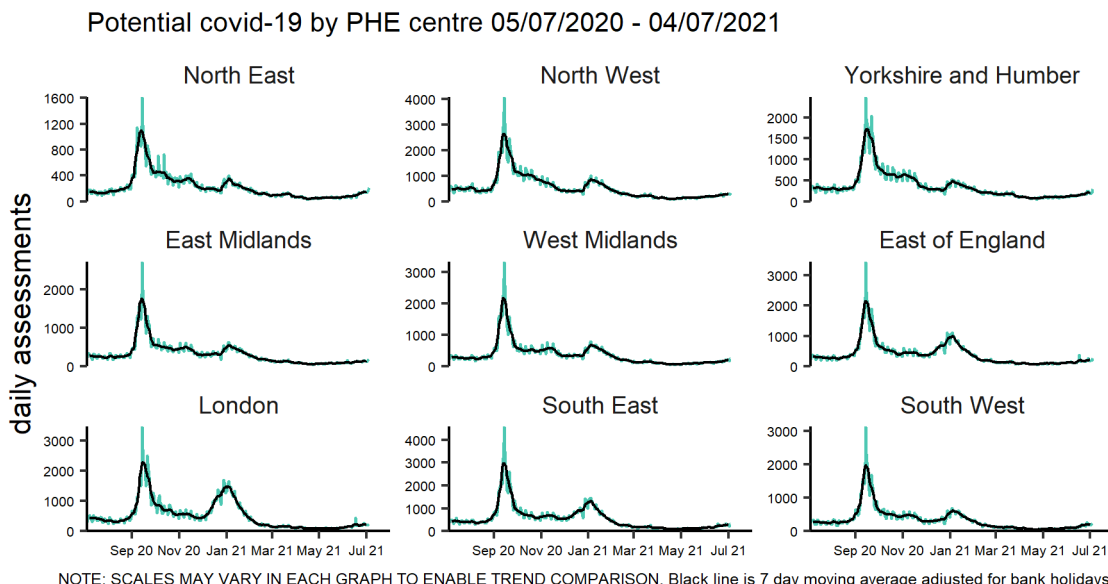 Potential covid-19 by PHE centre 05/07/2020 - 04/07/2021
North East
North West
Yorkshire and Humber
1600
1200
800
400
0
4000
3000
2000
1000
0
2000
1500
1000
500
0
daily assessments
East Midlands
West Midlands
East of England
2000
1000
0
3000
2000
1000
0
3000
2000
1000
0
London
South East
South West
3000
2000
1000
0
4000
3000
2000
1000
0
3000
2000
1000
0
Sep 20 Nov 20 Jan 21 Mar 21 May 21 Jul 21
Sep 20 Nov 20 Jan 21 Mar 21 May 21 Jul 21
Sep 20 Nov 20 Jan 21 Mar 21 May 21 Jul 21
NOTE: SCALES MAY VARY IN EACH GRAPH TO ENABLE TREND COMPARISON. Black line is 7 day moving average adjusted for bank holidays